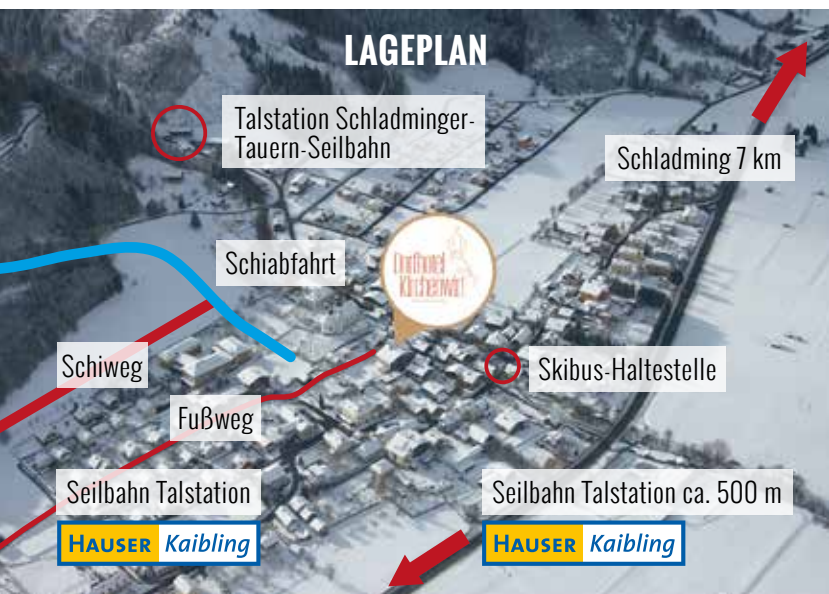 LAGEPLAN
Talstation Schladminger-
Tauern-Seilbahn
Schladming 7 km
Schiabfahrt
Dorfhotel
Kirchenwirt
Schiweg
Skibus-Haltestelle
Fußweg
Seilbahn Talstation
HAUSER Kaibling
Seilbahn Talstation ca. 500 m
HAUSER Kaibling